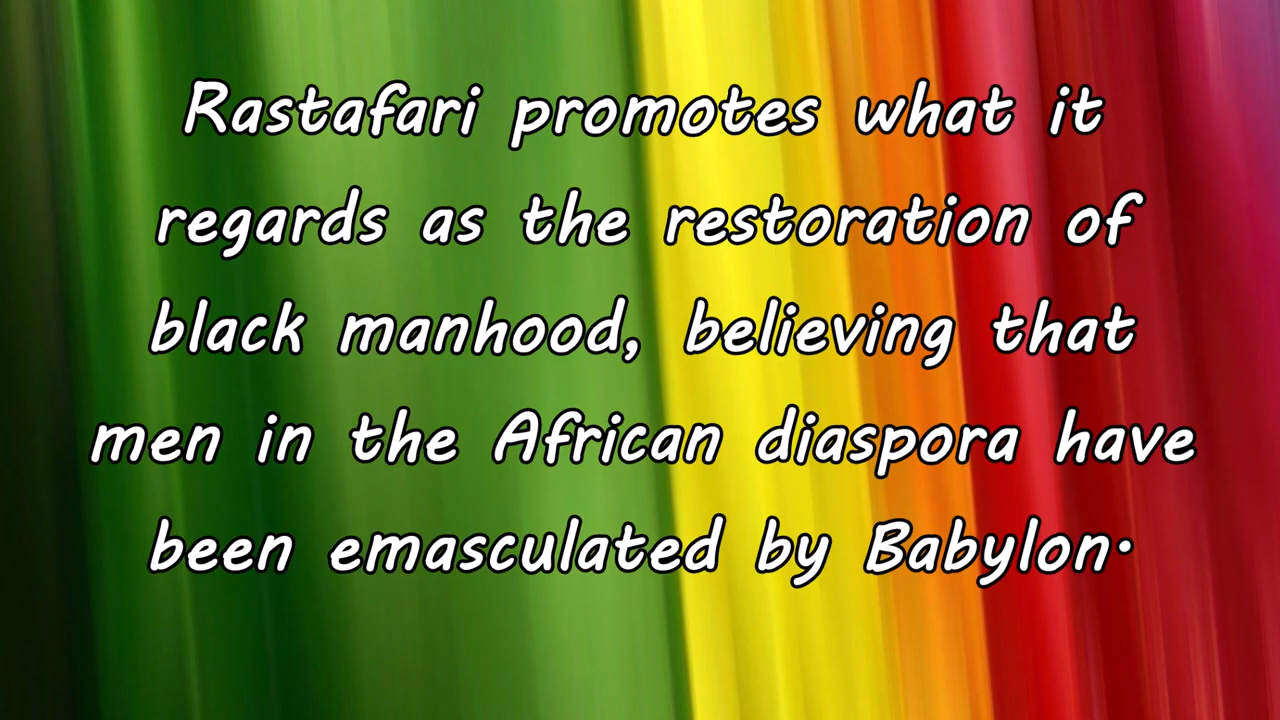 Rastafari promotes what it
regards as the restoration of
black manhood, believing that
men in the African diaspora have
been emasculated by Babylon.